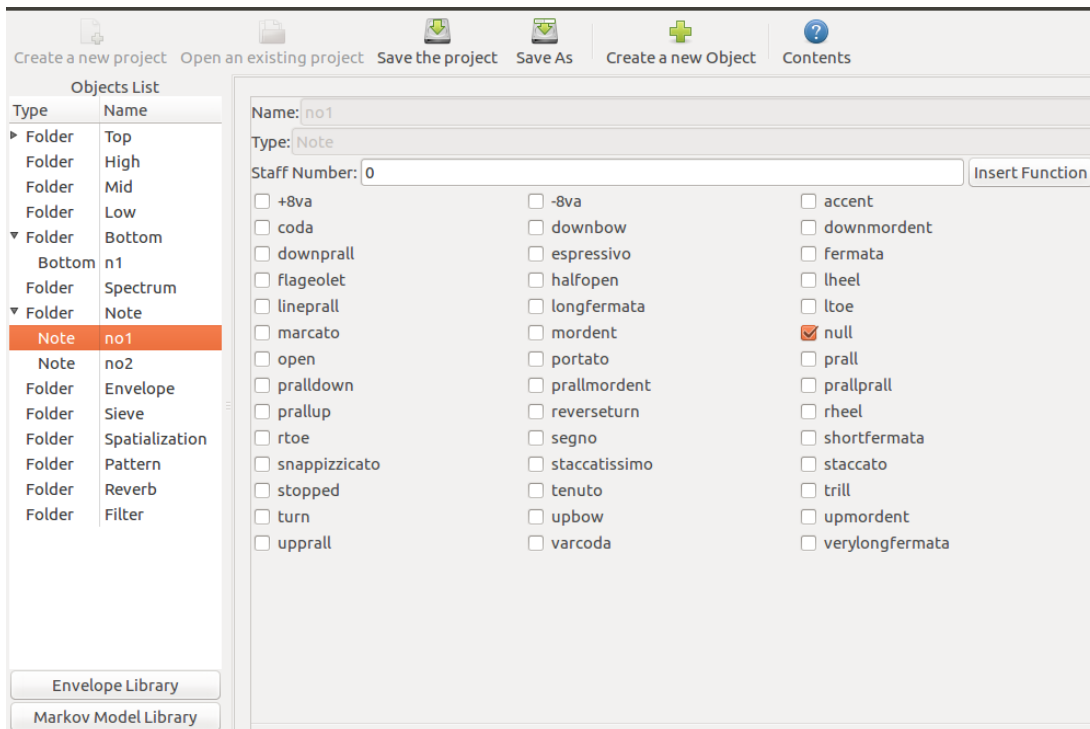 Create a new project Open an existing project Save the project Save As Create a new Object Contents
Objects List
Type Name
Folder Top
Folder High
Folder Mid
Folder Low
Folder Bottom
Bottom n1
Folder Spectrum
Folder Note
Note no1
Note no2
Folder Envelope
Folder Sieve
Folder Spatialization
Folder Pattern
Folder Reverb
Folder Filter
Envelope Library
Markov Model Library
Name: no1
Type: Note
Staff Number: 0 Insert Function
+8va -8va accent
coda downbow downmordent
downprall espressivo fermata
flageolet halfopen lheel
lineprall longfermata ltoe
marcato mordent null
open portato prall
pralldown prallmordent prallprall
prallup reverseturn rheel
rtoe segno shortfermata
snappizzicato staccatissimo staccato
stopped tenuto trill
turn upbow upmordent
upprall varcoda verylongfermata